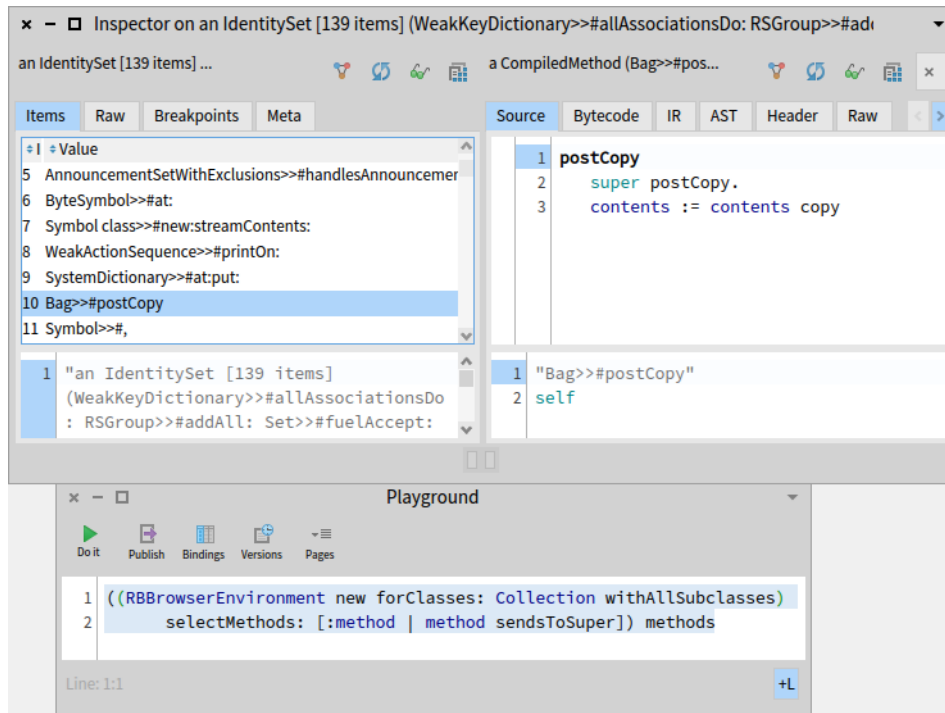 Inspector on an IdentitySet [139 items] (WeakKeyDictionary>>#allAssociationsDo: RSGroup>>#add
an IdentitySet [139 items] ...
a CompiledMethod (Bag>>#pos...
Items Raw Breakpoints Meta
Source Bytecode IR AST Header Raw
I Value
5 AnnouncementSetWithExclusions>>#handlesAnnouncemen
6 ByteSymbol>>#at:
7 Symbol class>>#new:streamContents:
8 WeakActionSequence>>#printOn:
9 SystemDictionary>>#at:put:
10 Bag>>#postCopy
11 Symbol>>#,
1 postCopy
2 super postCopy.
3 contents := contents copy
1 "an IdentitySet [139 items]
(WeakKeyDictionary>>#allAssociationsDo
: RSGroup>>#addAll: Set>>#fuelAccept:
1 "Bag>>#postCopy"
2 self
Playground
Do it Publish Bindings Versions Pages
1 ((RBBrowserEnvironment new forClasses: Collection withAllSubclasses)
2 selectMethods: [:method | method sendsToSuper]) methods
Line: 1:1
+L